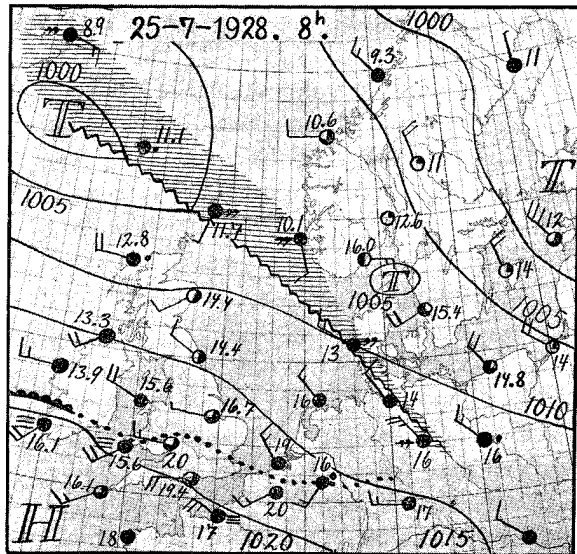 8.9 25-7-1928. 8h. 1000
9.3 11
1000
T 11.1 10.6 11 T
1005 11.7 10.1 12.6 12
12.8 16.0 14
T
14.4 1005 15.4 1005
13.3 14.4 13 14
13.9 14.8
15.6 16.7 16 14 1010
16.1 15.6 20 19 16 16
16.1 19.4 20 16 17
H 18 17 1020 1015